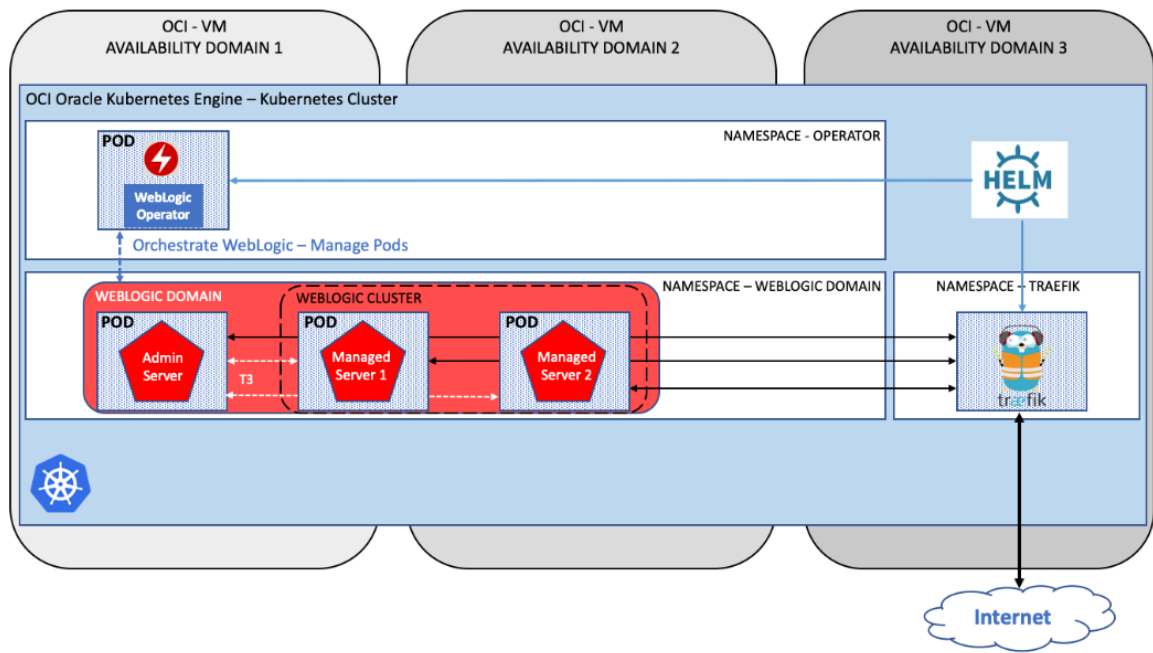 OCI - VM
AVAILABILITY DOMAIN 1
OCI - VM
AVAILABILITY DOMAIN 2
OCI - VM
AVAILABILITY DOMAIN 3
OCI Oracle Kubernetes Engine – Kubernetes Cluster
NAMESPACE - OPERATOR
POD
WebLogic
Operator
HELM
Orchestrate WebLogic – Manage Pods
NAMESPACE – WEBLOGIC DOMAIN
NAMESPACE – TRAEFIK
WEBLOGIC DOMAIN
WEBLOGIC CLUSTER
POD
Admin
Server
POD
Managed
Server 1
POD
Managed
Server 2
T3
træfik
Internet